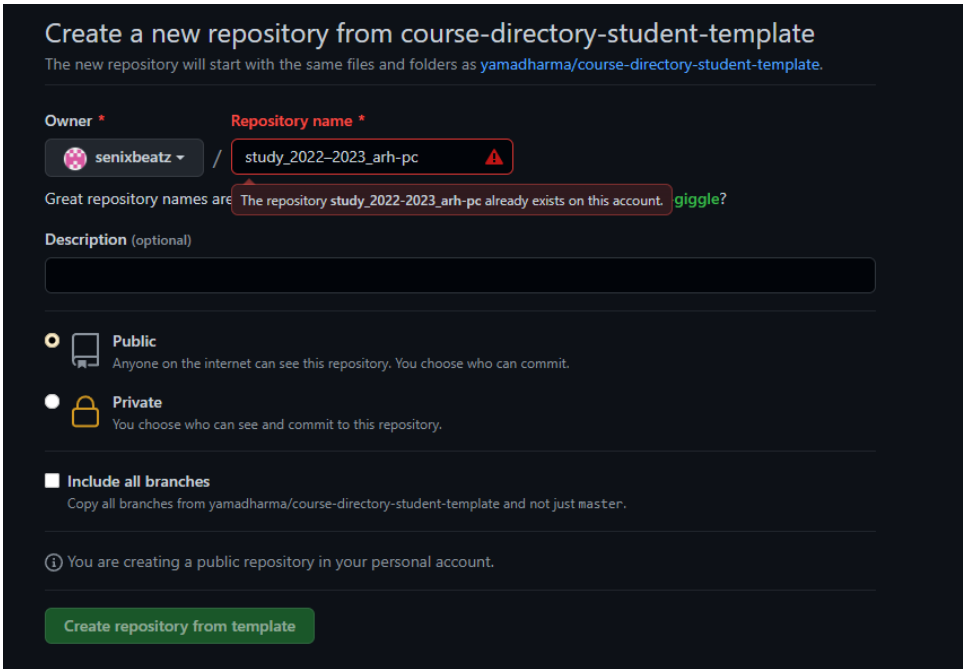 Create a new repository from course-directory-student-template
The new repository will start with the same files and folders as yamadharma/course-directory-student-template.
Owner * Repository name *
senixbeatz / study_2022–2023_arh-pc
Great repository names are -giggle?
The repository study_2022-2023_arh-pc already exists on this account.
Description (optional)
Public
Anyone on the internet can see this repository. You choose who can commit.
Private
You choose who can see and commit to this repository.
Include all branches
Copy all branches from yamadharma/course-directory-student-template and not just master.
You are creating a public repository in your personal account.
Create repository from template